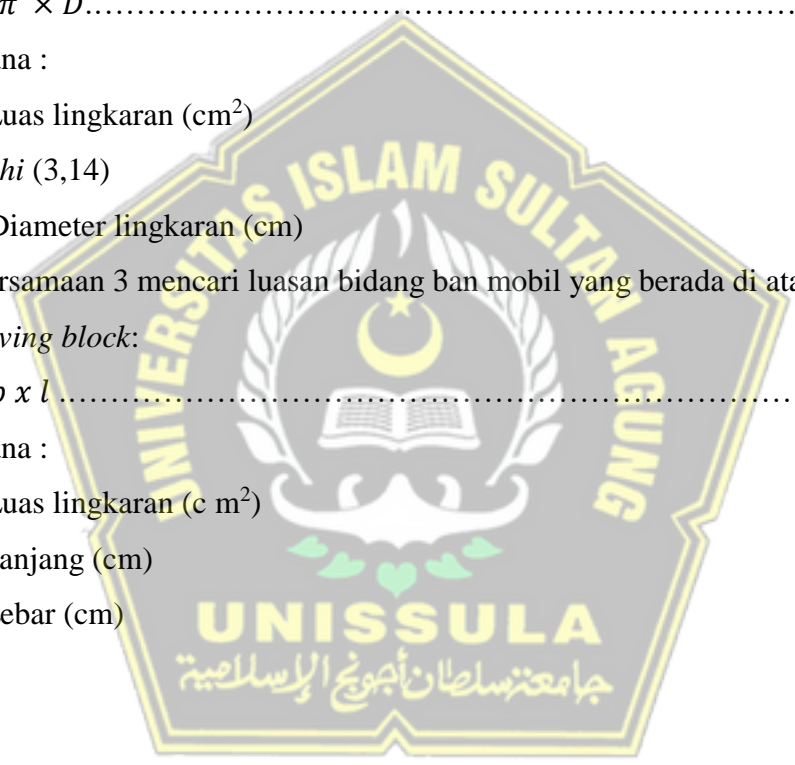 π × D………………………………………………………………
na :
uas lingkaran (cm²)
hi (3,14)
Diameter lingkaran (cm)
rsamaan 3 mencari luasan bidang ban mobil yang berada di ata
ving block:
p x l ………………………………………………………………
na :
uas lingkaran (c m²)
anjang (cm)
ebar (cm)
UNIVERSITAS ISLAM SULTAN AGUNG
UNISSULA
جامعة سلطان أجونج الإسلامية